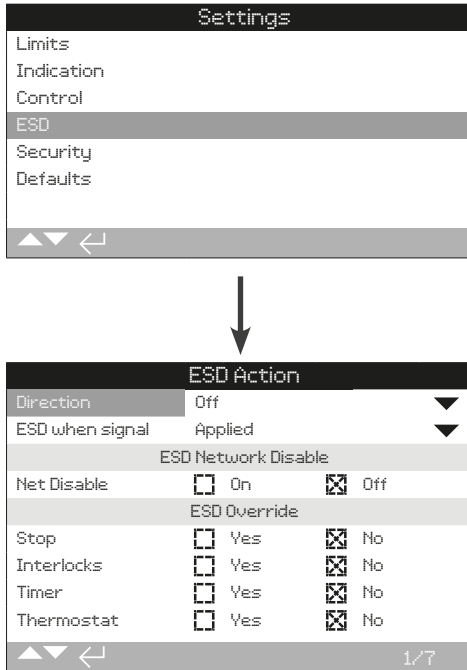 Settings
Limits
Indication
Control
ESD
Security
Defaults
ESD Action
Direction Off
ESD when signal Applied
ESD Network Disable
Net Disable On Off
ESD Override
Stop Yes No
Interlocks Yes No
Timer Yes No
Thermostat Yes No
1/7